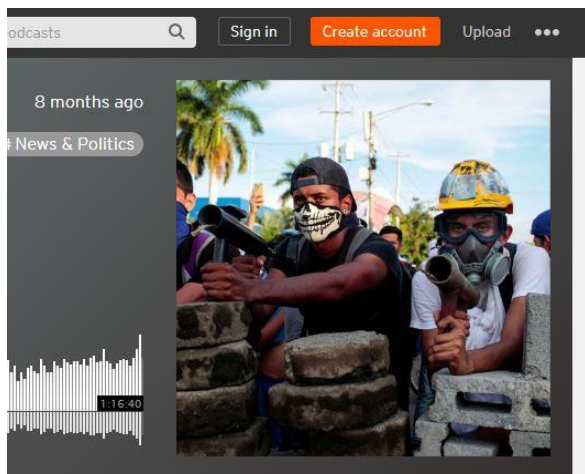 odcasts
Sign in
Create account
Upload
8 months ago
# News & Politics
1:16:40